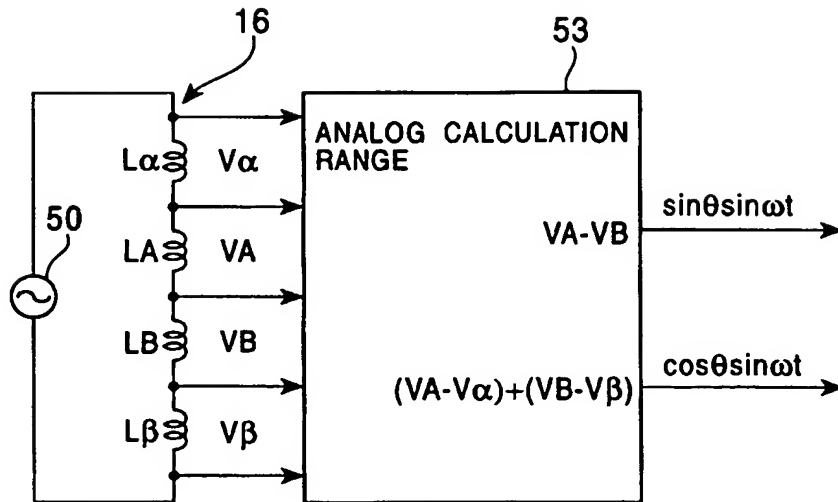 16
53
50
ANALOG CALCULATION
RANGE
Lα Vα
LA VA
LB VB
Lβ Vβ
VA-VB
sinθsinωt
(VA-Vα)+(VB-Vβ)
cosθsinωt